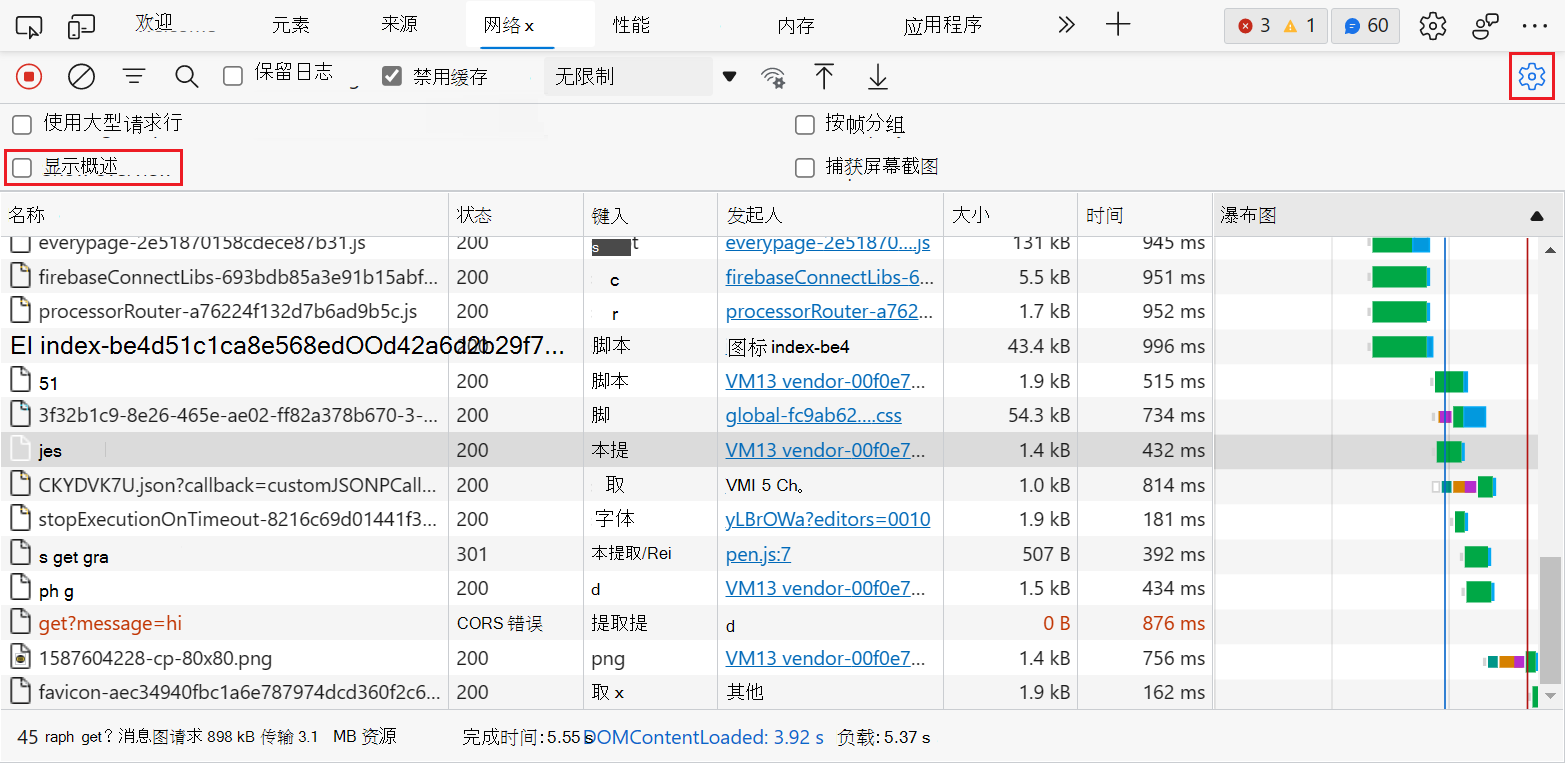 欢迎 元素 来源 网络 x 性能 内存 应用程序 3 1 60
保留日志 禁用缓存 无限制
使用大型请求行 按帧分组
显示概述 捕获屏幕截图
名称 状态 键入 发起人 大小 时间 瀑布图
everypage-2e51870158cdece87b31.js 200 s t everypage-2e51870....js 131 kB 945 ms
firebaseConnectLibs-693bdb85a3e91b15abf... 200 c firebaseConnectLibs-6... 5.5 kB 951 ms
processorRouter-a76224f132d7b6ad9b5c.js 200 r processorRouter-a762... 1.7 kB 952 ms
EI index-be4d51c1ca8e568edOOd42a6d2b29f7... 200 脚本 图标 index-be4 43.4 kB 996 ms
51 200 脚本 VM13 vendor-00f0e7... 1.9 kB 515 ms
3f32b1c9-8e26-465e-ae02-ff82a378b670-3-... 200 脚 global-fc9ab62....css 54.3 kB 734 ms
jes 200 本提 VM13 vendor-00f0e7... 1.4 kB 432 ms
CKYDVK7U.json?callback=customJSONPCall... 200 取 VMI 5 Ch。 1.0 kB 814 ms
stopExecutionOnTimeout-8216c69d01441f3... 200 字体 yLBrOWa?editors=0010 1.9 kB 181 ms
s get gra 301 本提取/Rei pen.js:7 507 B 392 ms
ph g 200 d VM13 vendor-00f0e7... 1.5 kB 434 ms
get?message=hi CORS 错误 提取提 d 0 B 876 ms
1587604228-cp-80x80.png 200 png VM13 vendor-00f0e7... 1.4 kB 756 ms
favicon-aec34940fbc1a6e787974dcd360f2c6... 200 取 x 其他 1.9 kB 162 ms
45 raph get？消息图请求 898 kB 传输 3.1 MB 资源 完成时间：5.55 s DOMContentLoaded: 3.92 s 负载：5.37 s